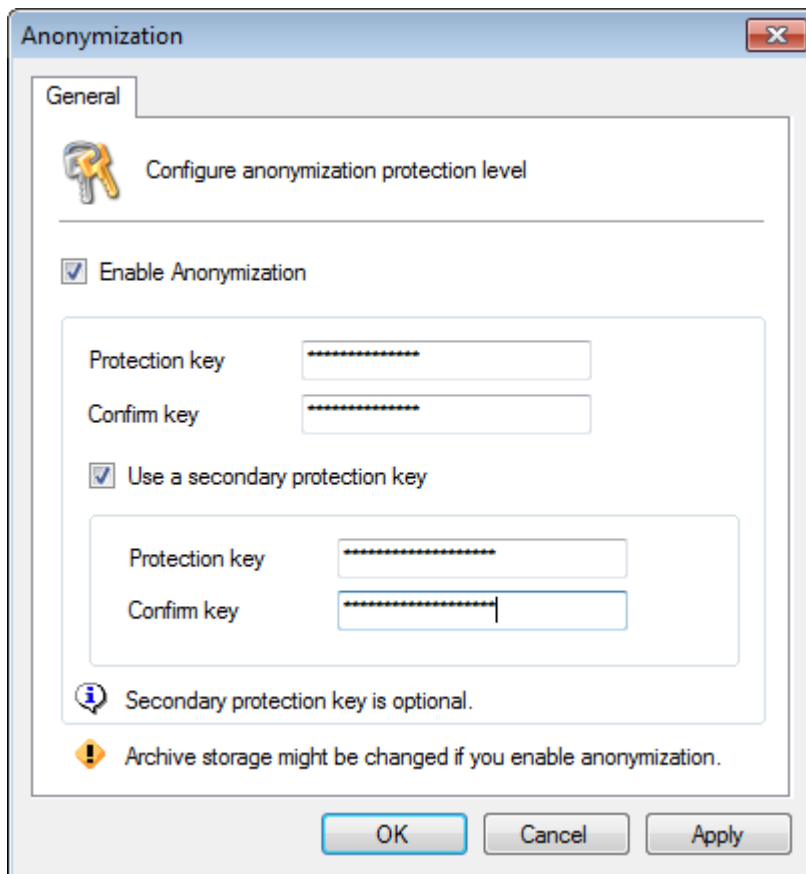 Anonymization
General
Configure anonymization protection level
Enable Anonymization
Protection key **************
Confirm key **************
Use a secondary protection key
Protection key *******************
Confirm key *******************
Secondary protection key is optional.
Archive storage might be changed if you enable anonymization.
OK Cancel Apply